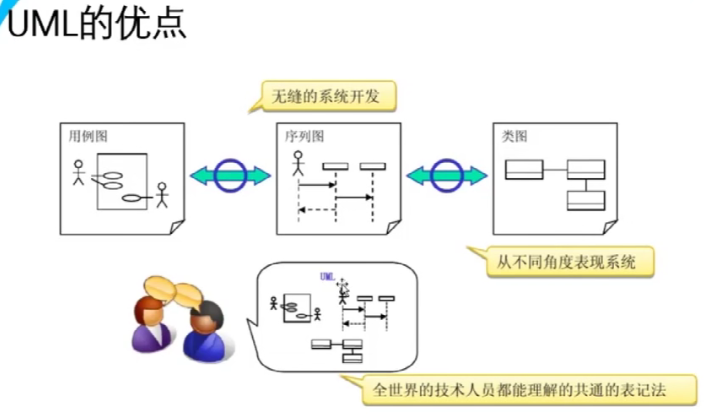 UML的优点
无缝的系统开发
用例图
序列图
类图
从不同角度表现系统
UML
全世界的技术人员都能理解的共通的表记法